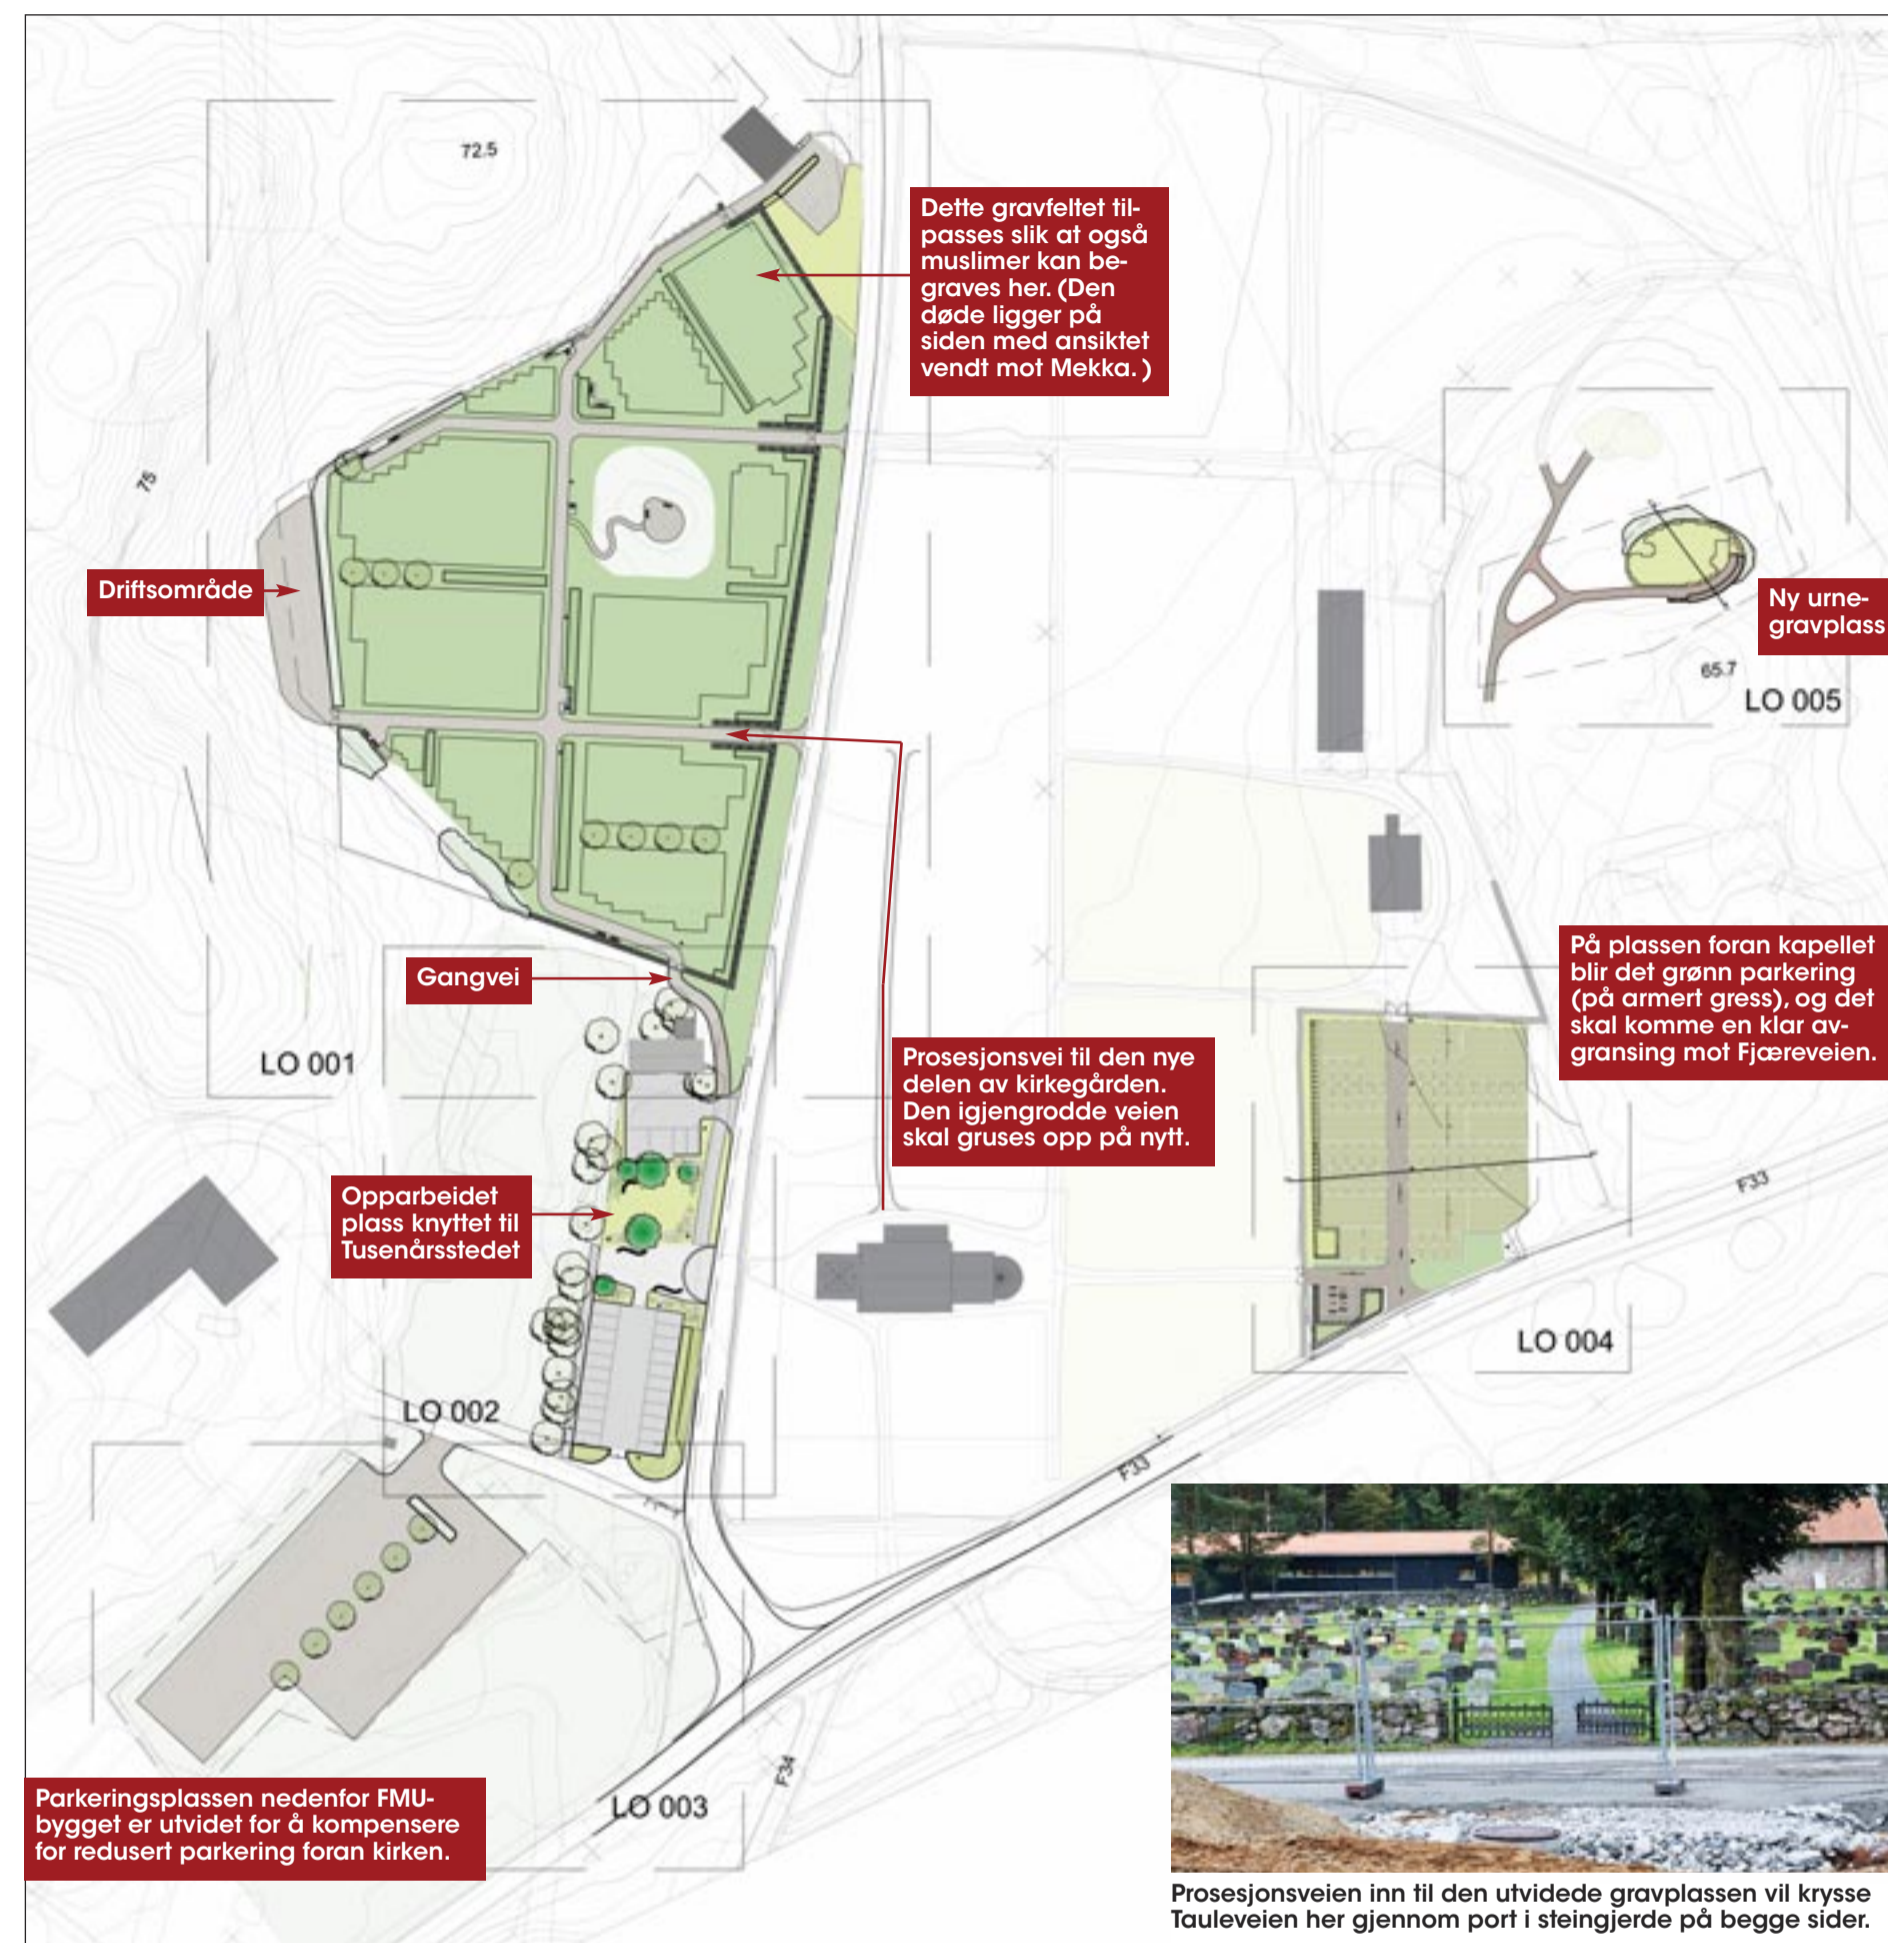 72.5
Dette gravfeltet til-
passes slik at også
muslimer kan be-
graves her. (Den
døde ligger på
siden med ansiktet
vendt mot Mekka.)
75
Driftsområde
Ny urne-
gravplass
65.7
LO 005
På plassen foran kapellet
blir det grønn parkering
(på armert gress), og det
skal komme en klar av-
gransing mot Fjæreveien.
Gangvei
LO 001
Prosesjonsvei til den nye
delen av kirkegården.
Den igjengrodde veien
skal gruses opp på nytt.
Opparbeidet
plass knyttet til
Tusenårsstedet
F33
LO 004
LO 002
F33
F34
LO 003
Parkeringsplassen nedenfor FMU-
bygget er utvidet for å kompensere
for redusert parkering foran kirken.
Prosesjonsveien inn til den utvidede gravplassen vil krysse
Tauleveien her gjennom port i steingjerde på begge sider.